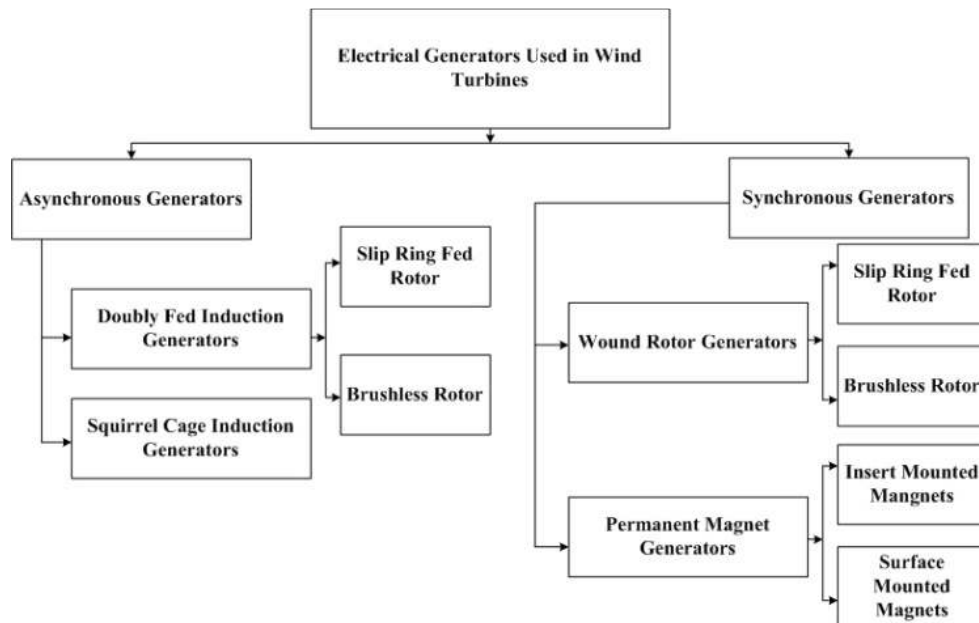 Electrical Generators Used in Wind
Turbines
Asynchronous Generators
Synchronous Generators
Doubly Fed Induction
Generators
Slip Ring Fed
Rotor
Brushless Rotor
Squirrel Cage Induction
Generators
Wound Rotor Generators
Slip Ring Fed
Rotor
Brushless Rotor
Permanent Magnet
Generators
Insert Mounted
Mangnets
Surface
Mounted
Magnets